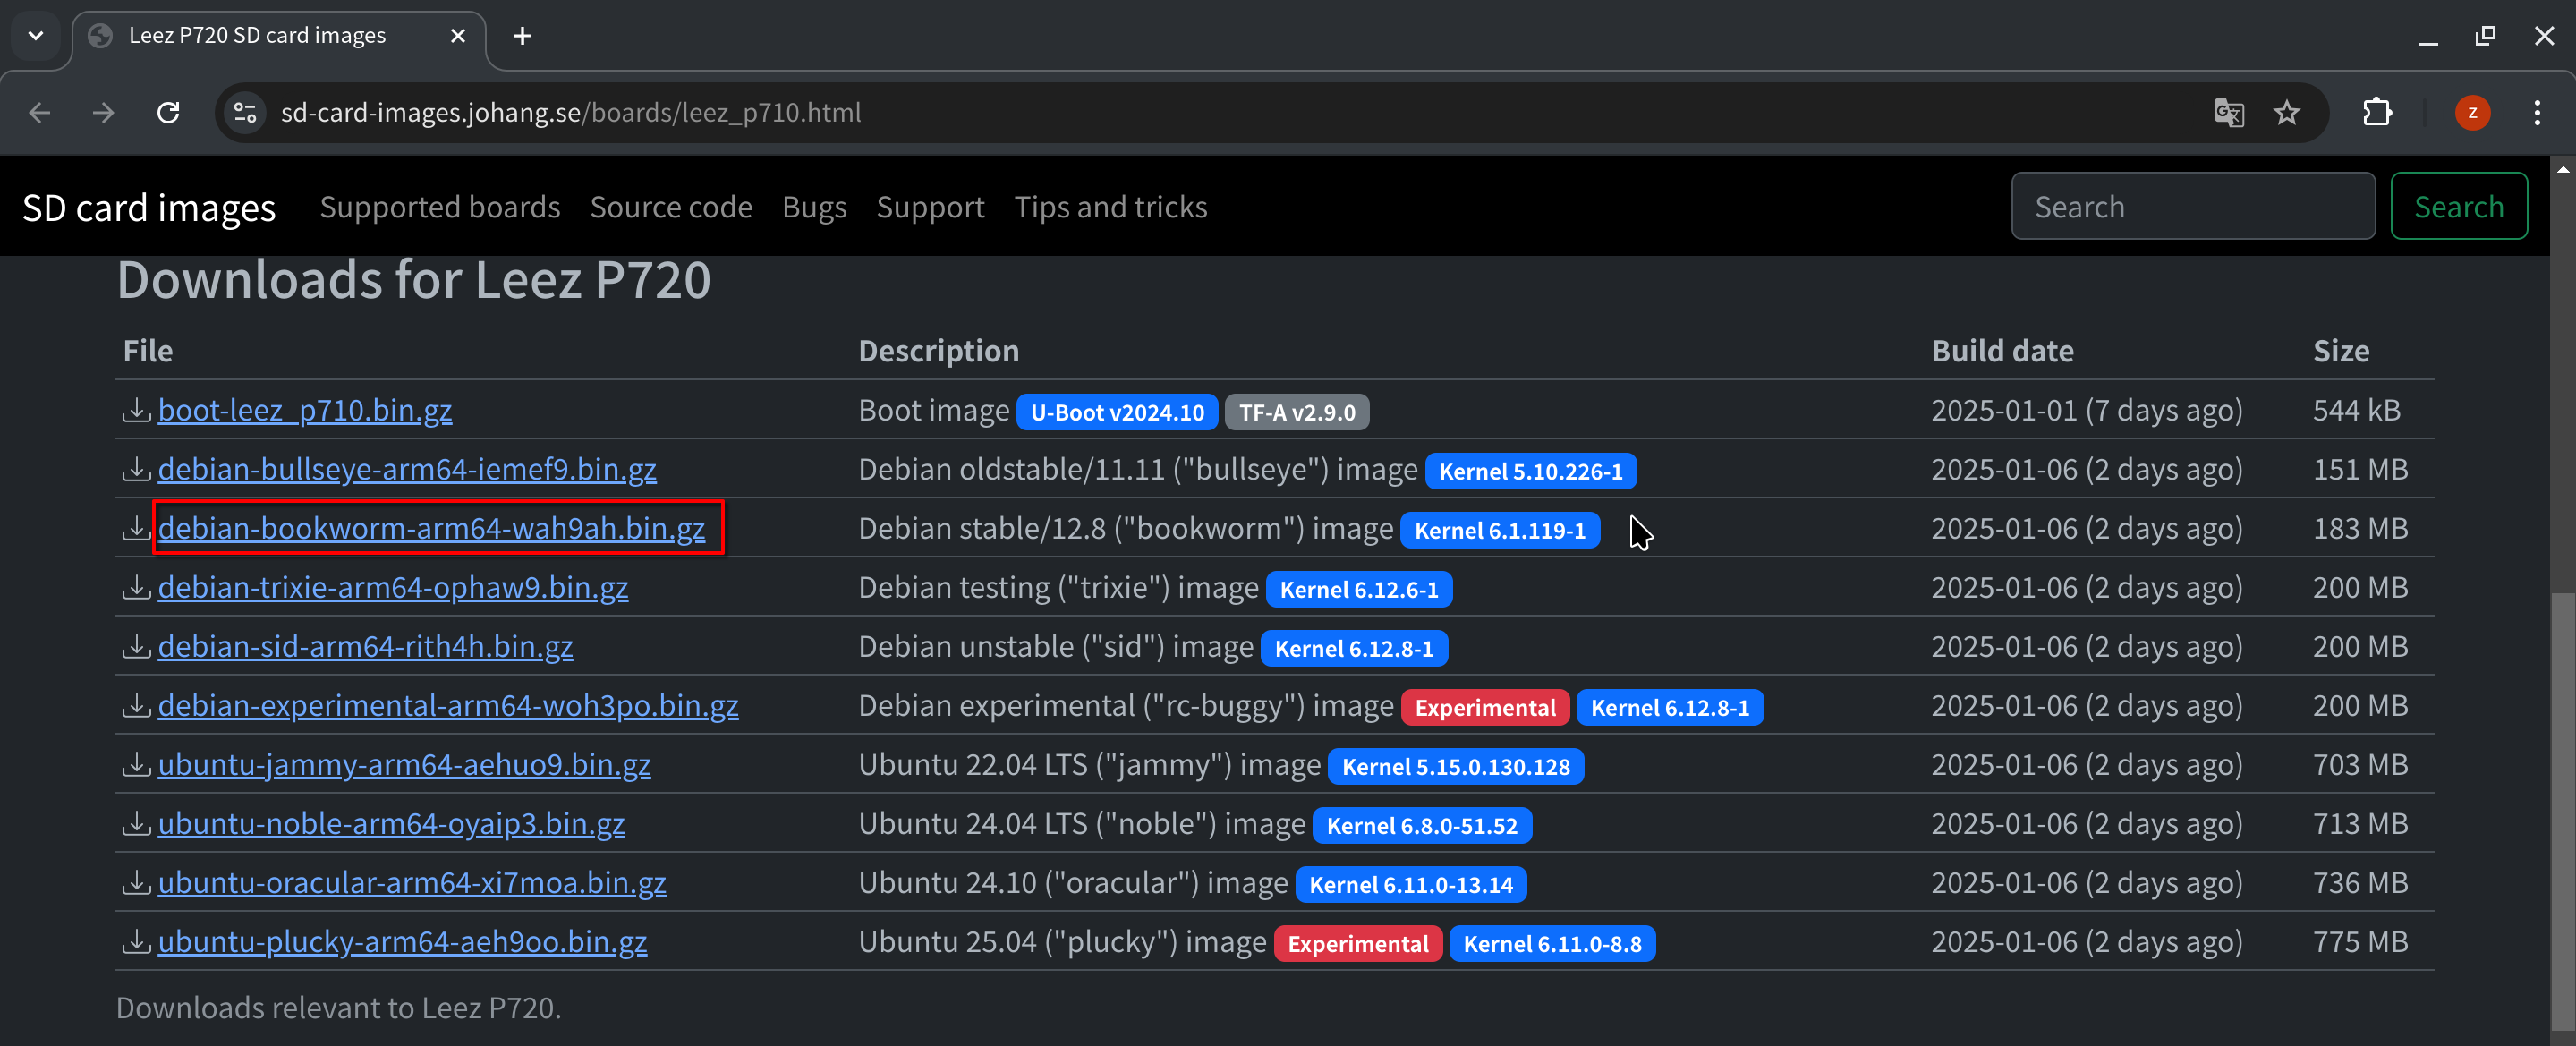 Leez P720 SD card images
sd-card-images.johang.se/boards/leez_p710.html
z
SD card images Supported boards Source code Bugs Support Tips and tricks Search Search
Downloads for Leez P720
File Description Build date Size
boot-leez_p710.bin.gz Boot image U-Boot v2024.10 TF-A v2.9.0 2025-01-01 (7 days ago) 544 kB
debian-bullseye-arm64-iemef9.bin.gz Debian oldstable/11.11 ("bullseye") image Kernel 5.10.226-1 2025-01-06 (2 days ago) 151 MB
debian-bookworm-arm64-wah9ah.bin.gz Debian stable/12.8 ("bookworm") image Kernel 6.1.119-1 2025-01-06 (2 days ago) 183 MB
debian-trixie-arm64-ophaw9.bin.gz Debian testing ("trixie") image Kernel 6.12.6-1 2025-01-06 (2 days ago) 200 MB
debian-sid-arm64-rith4h.bin.gz Debian unstable ("sid") image Kernel 6.12.8-1 2025-01-06 (2 days ago) 200 MB
debian-experimental-arm64-woh3po.bin.gz Debian experimental ("rc-buggy") image Experimental Kernel 6.12.8-1 2025-01-06 (2 days ago) 200 MB
ubuntu-jammy-arm64-aehuo9.bin.gz Ubuntu 22.04 LTS ("jammy") image Kernel 5.15.0.130.128 2025-01-06 (2 days ago) 703 MB
ubuntu-noble-arm64-oyaip3.bin.gz Ubuntu 24.04 LTS ("noble") image Kernel 6.8.0-51.52 2025-01-06 (2 days ago) 713 MB
ubuntu-oracular-arm64-xi7moa.bin.gz Ubuntu 24.10 ("oracular") image Kernel 6.11.0-13.14 2025-01-06 (2 days ago) 736 MB
ubuntu-plucky-arm64-aeh9oo.bin.gz Ubuntu 25.04 ("plucky") image Experimental Kernel 6.11.0-8.8 2025-01-06 (2 days ago) 775 MB
Downloads relevant to Leez P720.